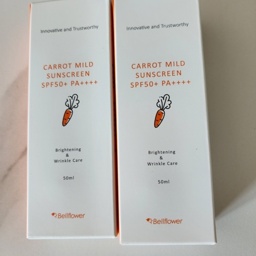 Innovative and Trustworthy
CARROT MILD
SUNSCREEN
SPF50+ PA++++
Brightening
&
Wrinkle Care
50ml
Bellflower
Innovative and Trustworthy
CARROT MILD
SUNSCREEN
SPF50+ PA++++
Brightening
&
Wrinkle Care
50ml
Bellflower